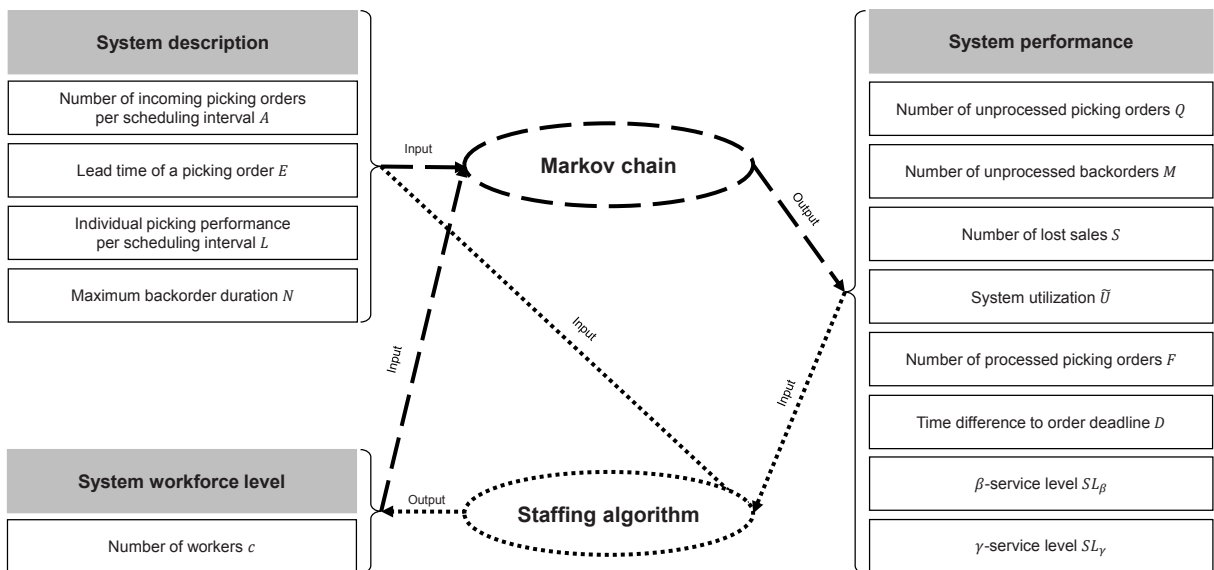 System description
Number of incoming picking orders
per scheduling interval A
Lead time of a picking order E
Individual picking performance
per scheduling interval L
Maximum backorder duration N
System workforce level
Number of workers c
Input
Markov chain
Output
Input
Input
Input
Output
Staffing algorithm
System performance
Number of unprocessed picking orders Q
Number of unprocessed backorders M
Number of lost sales S
System utilization Ũ
Number of processed picking orders F
Time difference to order deadline D
β-service level SL_β
γ-service level SL_γ